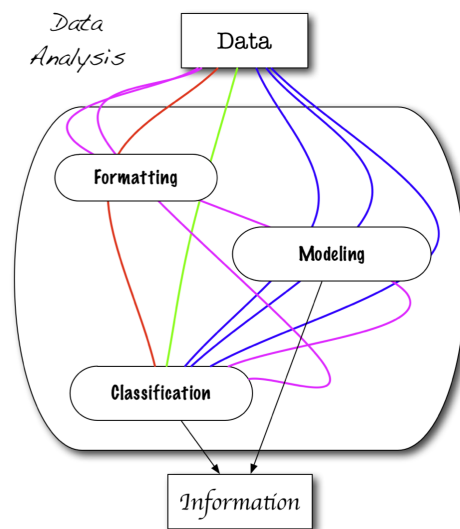 Data
Analysis
Data
Formatting
Modeling
Classification
Information